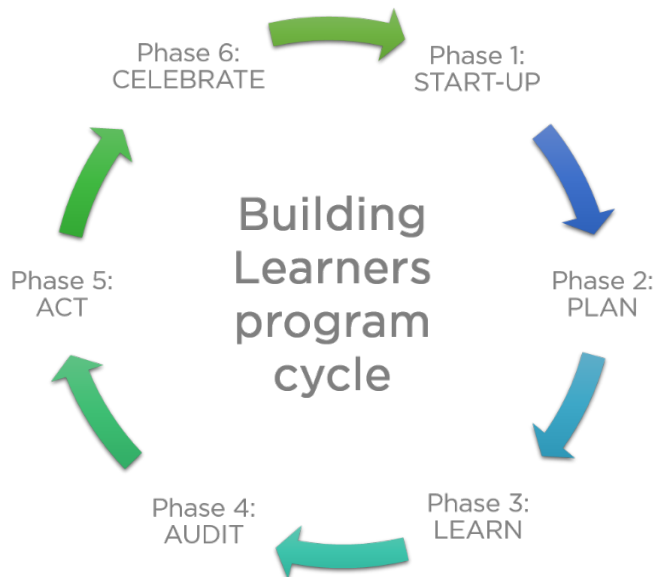 Phase 6:
CELEBRATE
Phase 1:
START-UP
Building
Learners
program
cycle
Phase 5:
ACT
Phase 2:
PLAN
Phase 4:
AUDIT
Phase 3:
LEARN